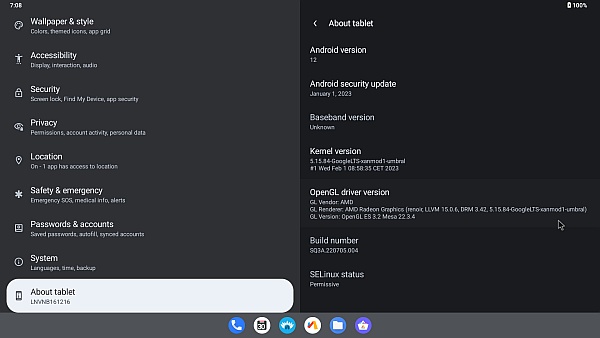 7:08
100%
Wallpaper & style
Colors, themed icons, app grid
Accessibility
Display, interaction, audio
Security
Screen lock, Find My Device, app security
Privacy
Permissions, account activity, personal data
Location
On - 1 app has access to location
Safety & emergency
Emergency SOS, medical info, alerts
Passwords & accounts
Saved passwords, autofill, synced accounts
System
Languages, time, backup
About tablet
LNVNB161216
About tablet
Android version
12
Android security update
January 1, 2023
Baseband version
Unknown
Kernel version
5.15.84-GoogleLTS-xanmod1-umbral
#1 Wed Feb 1 08:58:35 CET 2023
OpenGL driver version
GL Vendor: AMD
GL Renderer: AMD Radeon Graphics (renoir, LLVM 15.0.6, DRM 3.42, 5.15.84-GoogleLTS-xanmod1-umbral)
GL Version: OpenGL ES 3.2 Mesa 22.3.4
Build number
SQ3A.220705.004
SELinux status
Permissive